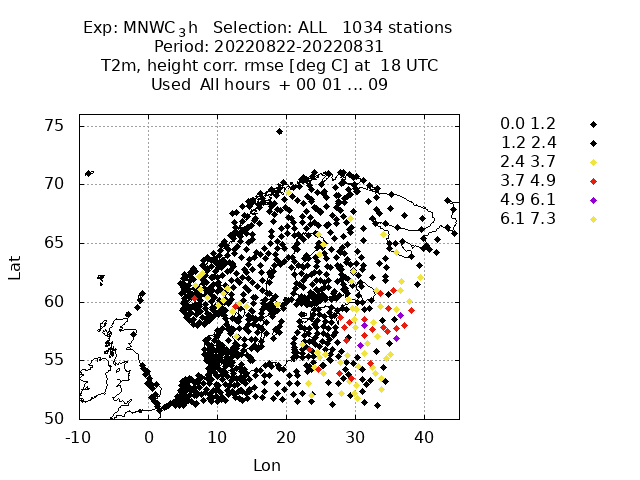 Exp: MNWC_3h   Selection: ALL   1034 stations
Period: 20220822-20220831
T2m, height corr. rmse [deg C] at  18 UTC
Used  All hours  + 00 01 ... 09
0.0 1.2
1.2 2.4
2.4 3.7
3.7 4.9
4.9 6.1
6.1 7.3
75
70
65
60
55
50
Lat
-10 0 10 20 30 40
Lon